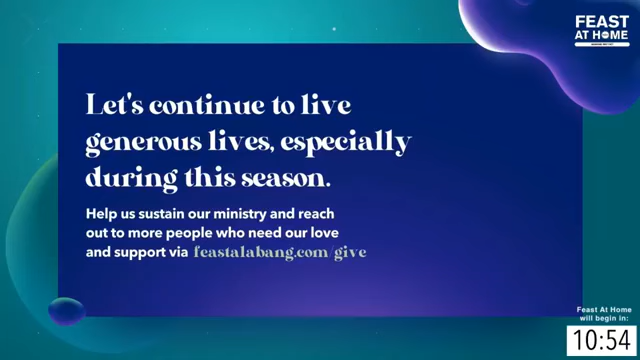 FEAST
AT HOME
Let's continue to live
generous lives, especially
during this season.
Help us sustain our ministry and reach
out to more people who need our love
and support via feastalabang.com/give
Feast At Home
will begin in:
10:54